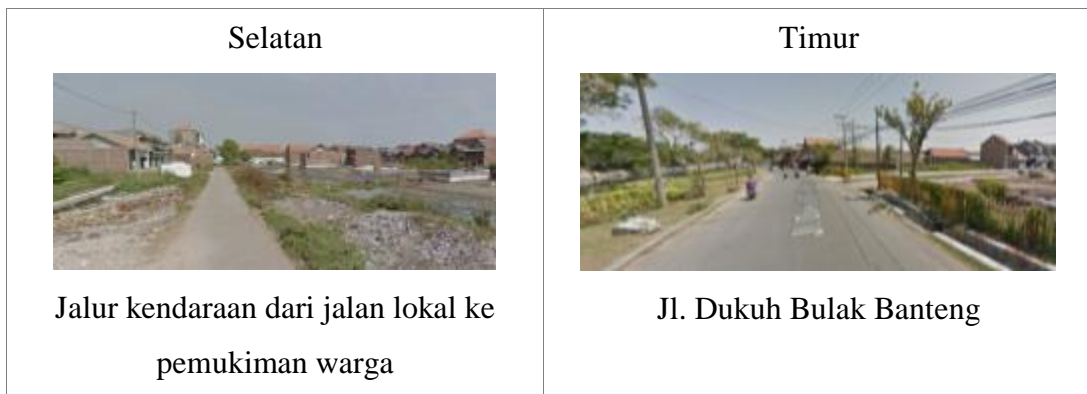 Selatan
Timur
Jalur kendaraan dari jalan lokal ke
pemukiman warga
Jl. Dukuh Bulak Banteng